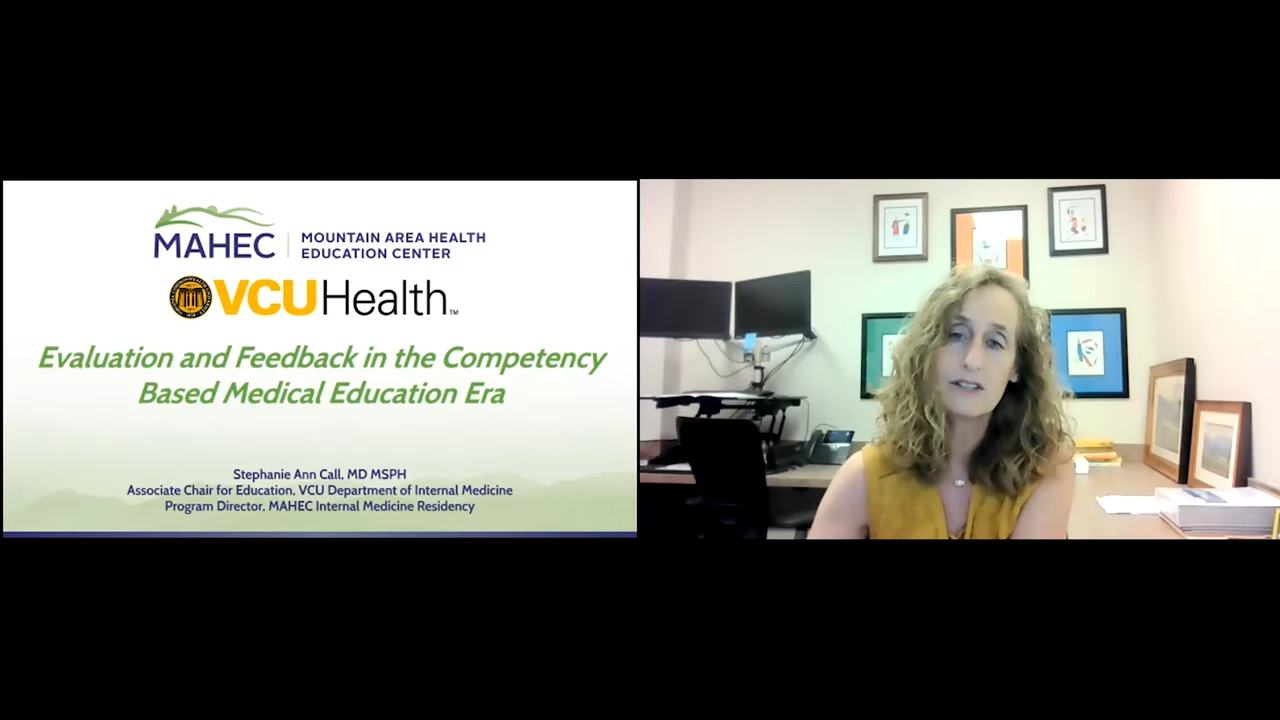 MAHEC
MOUNTAIN AREA HEALTH
EDUCATION CENTER
VCUHealth™
Evaluation and Feedback in the Competency
Based Medical Education Era
Stephanie Ann Call, MD MSPH
Associate Chair for Education, VCU Department of Internal Medicine
Program Director, MAHEC Internal Medicine Residency